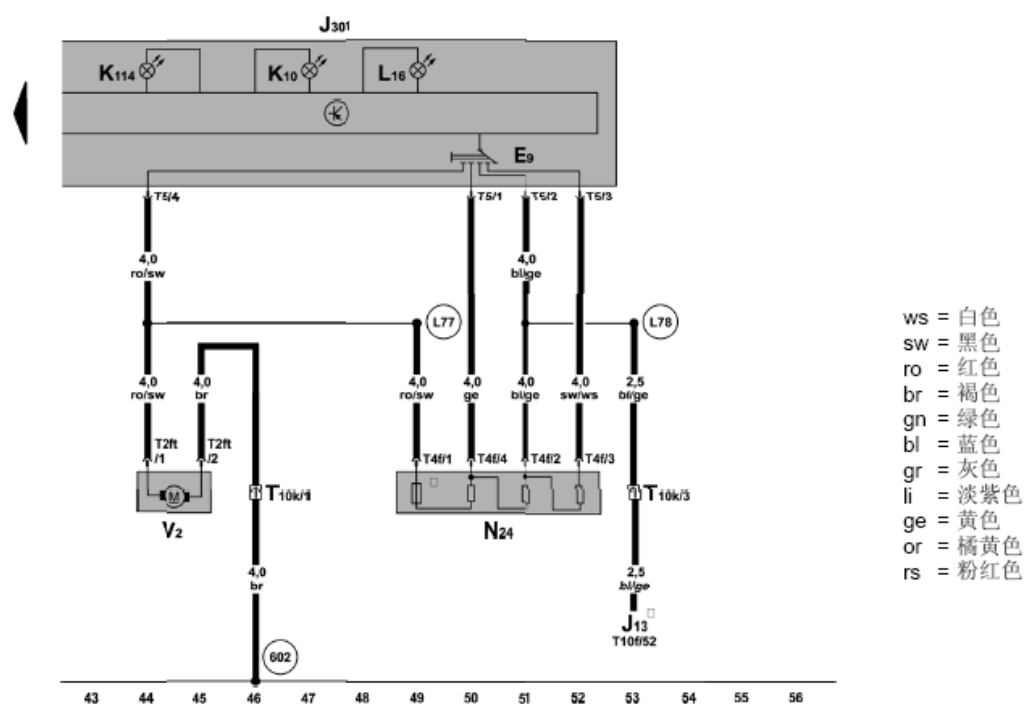 J301
K114 K10 L16
E9
T5/4 T5/1 T5/2 T5/3
4,0 4,0
ro/sw bl/ge
L77 L78
4,0 4,0 4,0 4,0 4,0 4,0 2,5
ro/sw br ro/sw ge bl/ge sw/ws bl/ge
T2ft T2ft
/1 /2 T4f/1 T4f/4 T4f/2 T4f/3
M T10k/1 T10k/3
V2 N24
4,0 2,5
br bl/ge
J13
T10f/52
602
43 44 45 46 47 48 49 50 51 52 53 54 55 56
ws = 白色
sw = 黑色
ro = 红色
br = 褐色
gn = 绿色
bl = 蓝色
gr = 灰色
li = 淡紫色
ge = 黄色
or = 橘黄色
rs = 粉红色